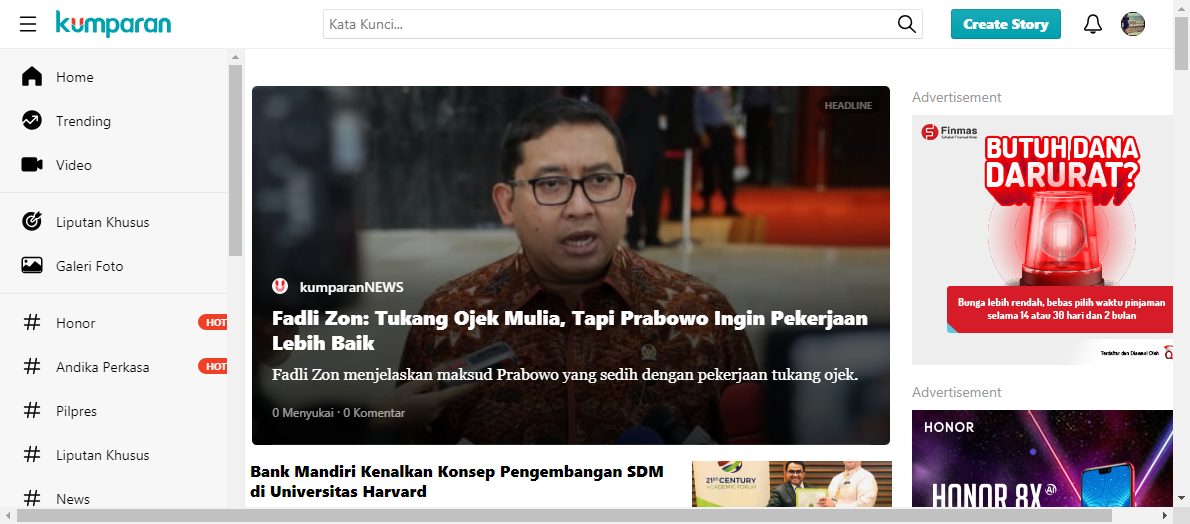 kumparan
Kata Kunci...
Create Story
Home
Trending
Video
Liputan Khusus
Galeri Foto
# Honor
HOT
# Andika Perkasa
HOT
# Pilpres
# Liputan Khusus
# News
HEADLINE
kumparanNEWS
Fadli Zon: Tukang Ojek Mulia, Tapi Prabowo Ingin Pekerjaan
Lebih Baik
Fadli Zon menjelaskan maksud Prabowo yang sedih dengan pekerjaan tukang ojek.
0 Menyukai · 0 Komentar
Bank Mandiri Kenalkan Konsep Pengembangan SDM
di Universitas Harvard
21ST CENTURY
ACADEMIC FORUM
Advertisement
Finmas
BUTUH DANA
DARURAT?
Bunga lebih rendah, bebas pilih waktu pinjaman
selama 14 atau 30 hari dan 2 bulan
Terdaftar dan Diawasi Oleh
Advertisement
HONOR
HONOR 8X AI